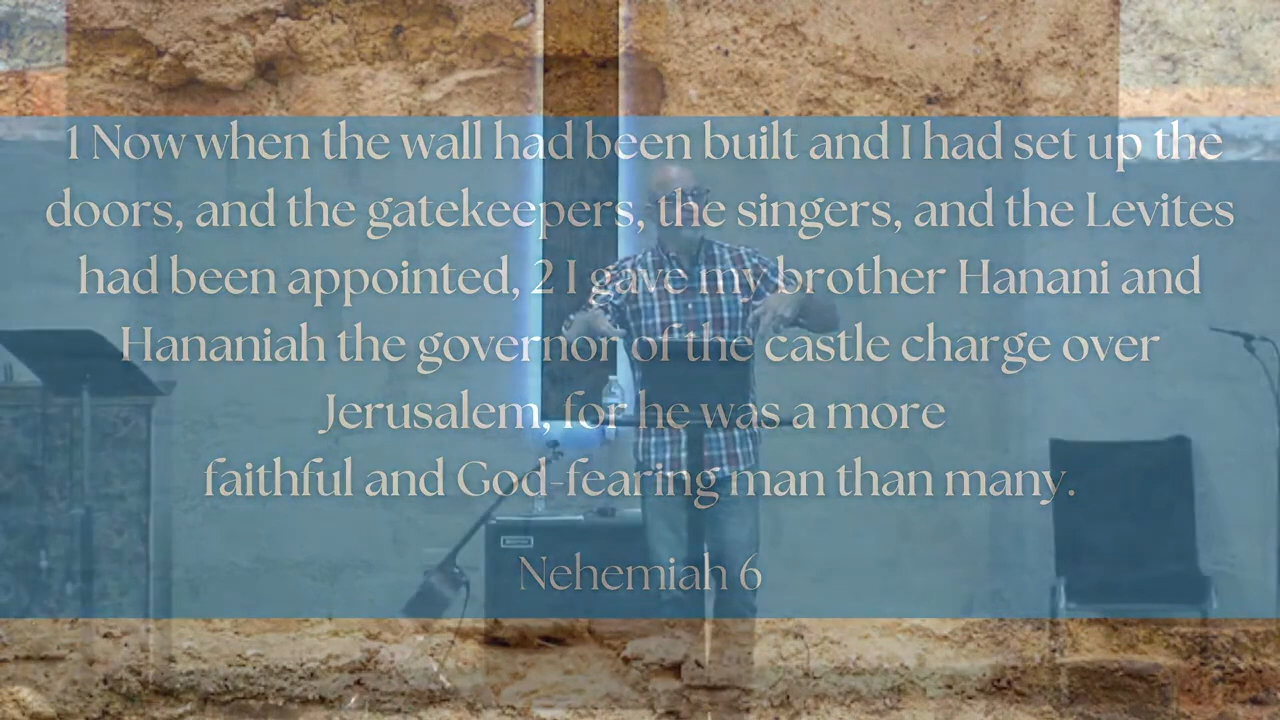 1 Now when the wall had been built and I had set up the
doors, and the gatekeepers, the singers, and the Levites
had been appointed, 2 I gave my brother Hanani and
Hananiah the governor of the castle charge over
Jerusalem, for he was a more
faithful and God-fearing man than many.
Nehemiah 6